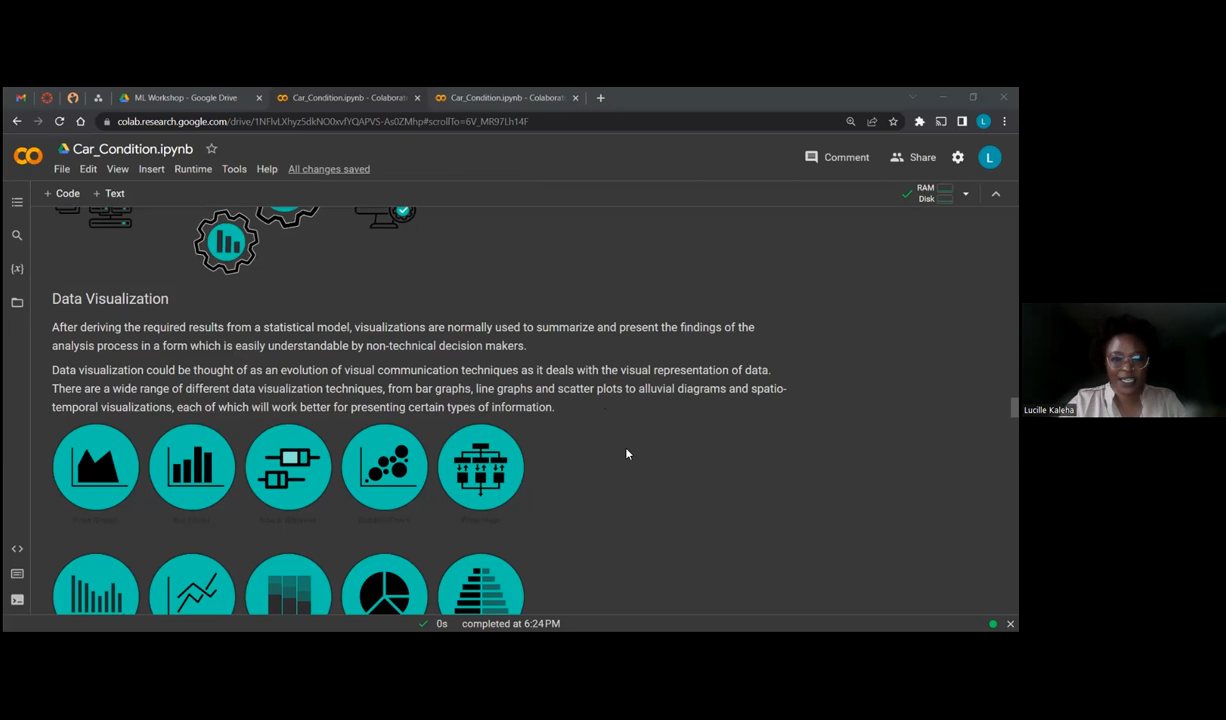 ML Workshop - Google Drive
Car_Condition.ipynb - Colaborat
Car_Condition.ipynb - Colaborat
colab.research.google.com/drive/1NFlvLXhyz5dkNO0xvfYQAPVS-As0ZMhp#scrollTo=6V_MR97Lh14F
L
Car_Condition.ipynb
File Edit View Insert Runtime Tools Help All changes saved
Comment
Share
L
+ Code + Text
RAM
Disk
{x}
Data Visualization
After deriving the required results from a statistical model, visualizations are normally used to summarize and present the findings of the
analysis process in a form which is easily understandable by non-technical decision makers.
Data visualization could be thought of as an evolution of visual communication techniques as it deals with the visual representation of data.
There are a wide range of different data visualization techniques, from bar graphs, line graphs and scatter plots to alluvial diagrams and spatio-
temporal visualizations, each of which will work better for presenting certain types of information.
0s completed at 6:24 PM
Lucille Kaleha